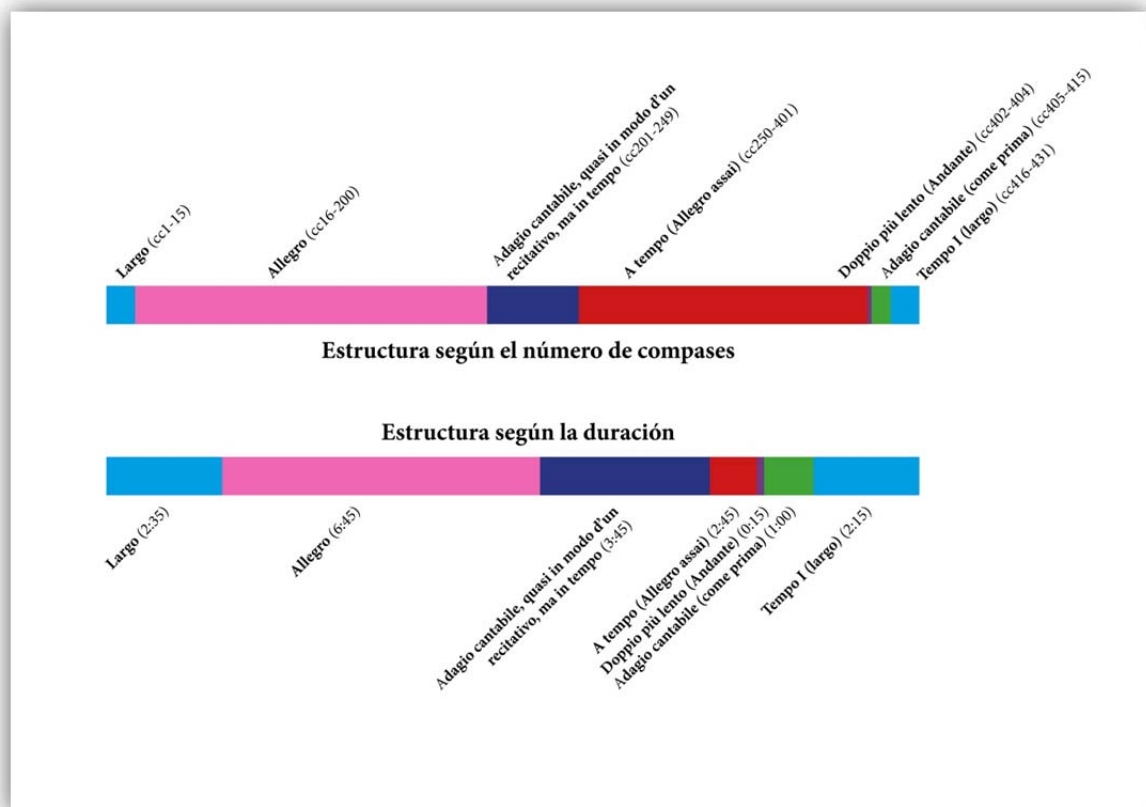 Largo (cc1-15)
Allegro (cc16-200)
Adagio cantabile, quasi in modo d'un
recitativo, ma in tempo (cc201-249)
A tempo (Allegro assai) (cc250-401)
Doppio più lento (Andante) (cc402-404)
Adagio cantabile (come prima) (cc405-415)
Tempo I (largo) (cc416-431)
Estructura según el número de compases
Estructura según la duración
Largo (2:35)
Allegro (6:45)
Adagio cantabile, quasi in modo d'un
recitativo, ma in tempo (3:45)
A tempo (Allegro assai) (2:45)
Doppio più lento (Andante) (0:15)
Adagio cantabile (come prima) (1:00)
Tempo I (largo) (2:15)